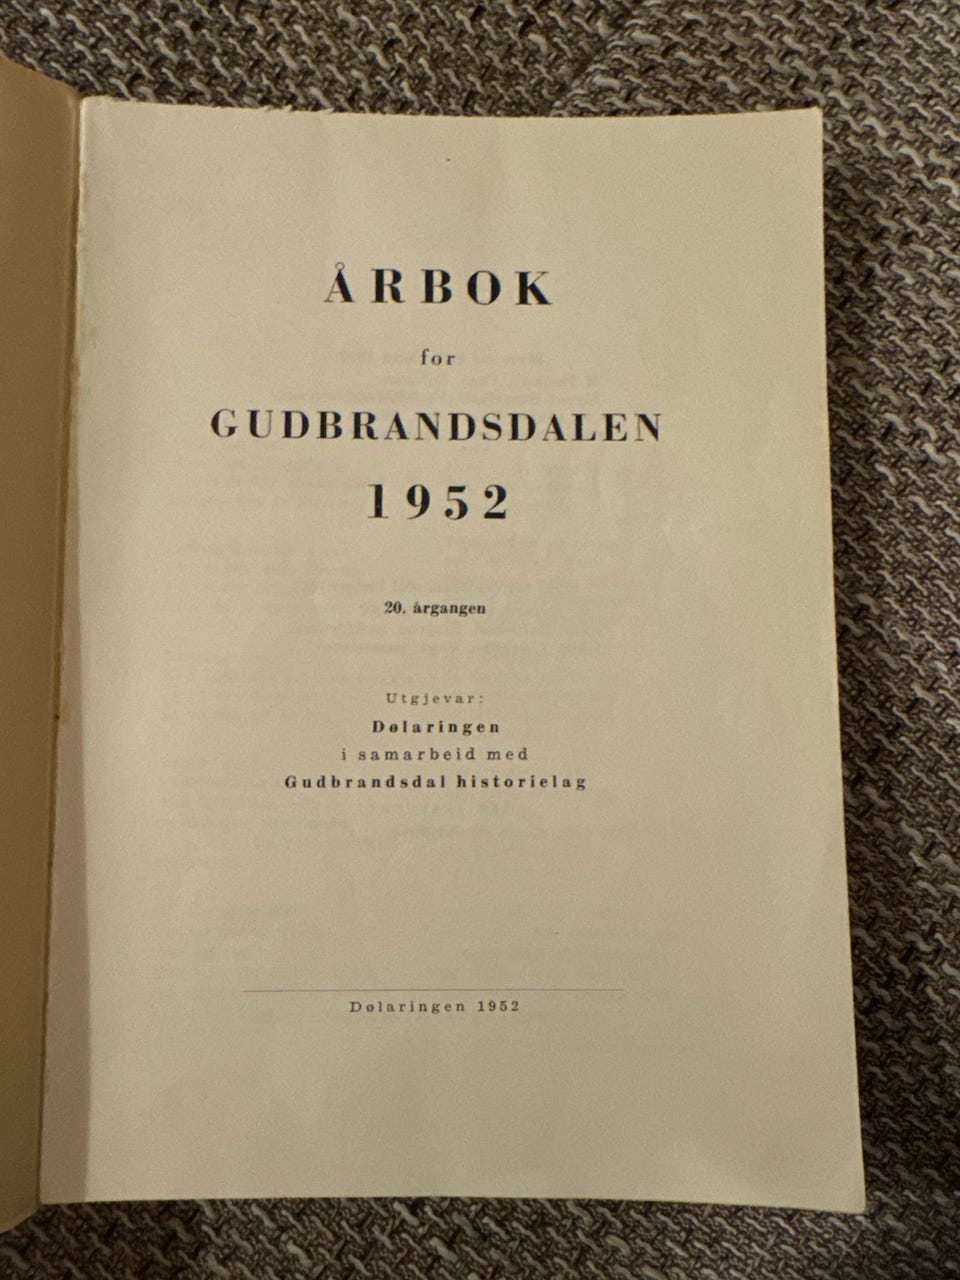 ÅRBOK
for
GUDBRANDSDALEN
1952
20. årgangen
Utgjevar:
Dølaringen
i samarbeid med
Gudbrandsdal historielag
Dølaringen 1952